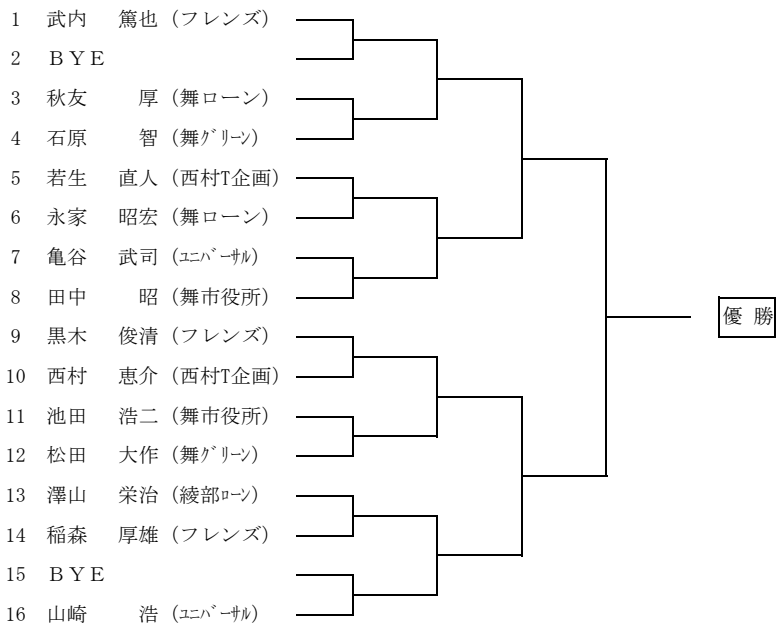 1 武内 篤也 (フレンズ)
2 ＢＹＥ
3 秋友 厚 (舞ローン)
4 石原 智 (舞ｸﾞﾘｰﾝ)
5 若生 直人 (西村T企画)
6 永家 昭宏 (舞ローン)
7 亀谷 武司 (ﾕﾆﾊﾞｰｻﾙ)
8 田中 昭 (舞市役所)
9 黒木 俊清 (フレンズ)
10 西村 恵介 (西村T企画)
11 池田 浩二 (舞市役所)
12 松田 大作 (舞ｸﾞﾘｰﾝ)
13 澤山 栄治 (綾部ﾛｰﾝ)
14 稲森 厚雄 (フレンズ)
15 ＢＹＥ
16 山崎 浩 (ﾕﾆﾊﾞｰｻﾙ)
優 勝